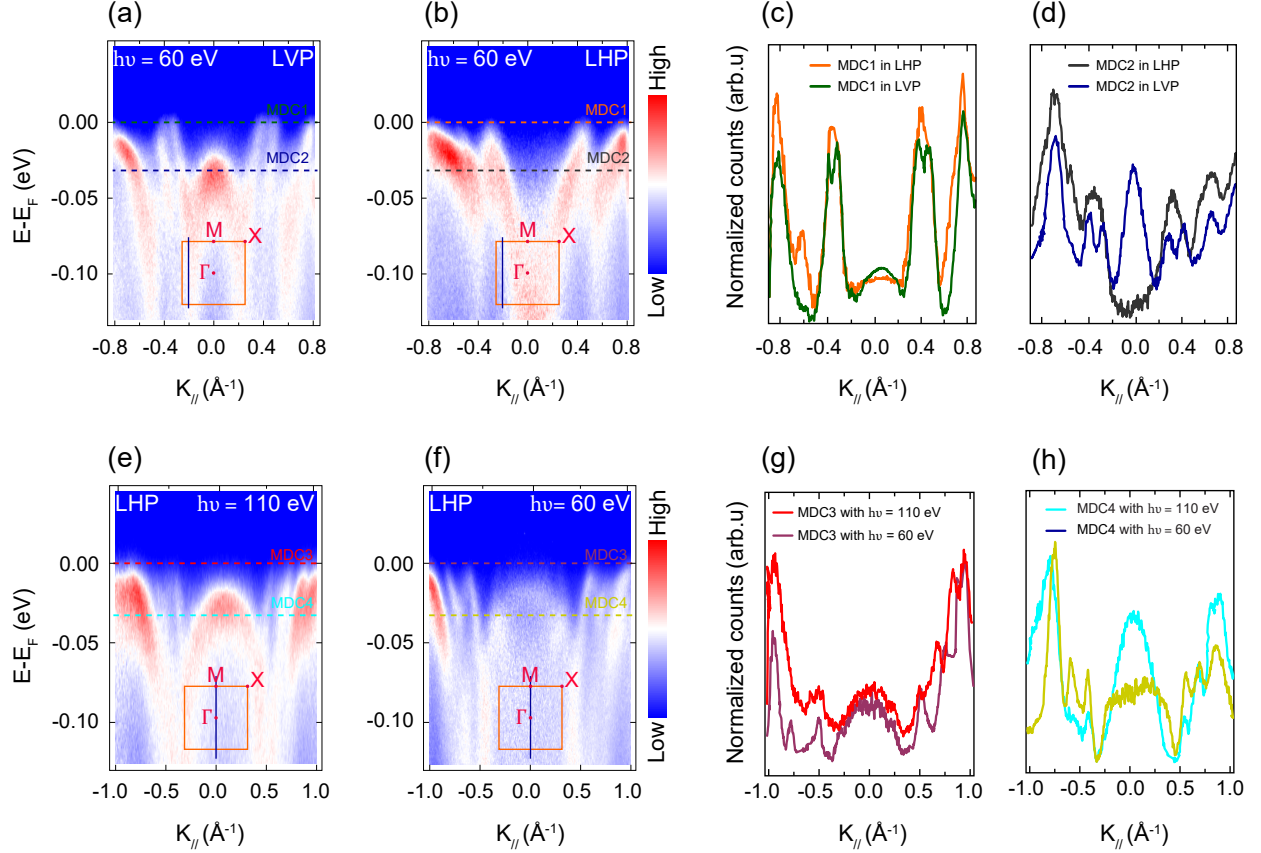 (a)
hυ = 60 eV LVP
MDC1
MDC2
M
X
Γ
0.00
-0.05
-0.10
E-E_F (eV)
-0.8 -0.4 0.0 0.4 0.8
K_// (Å⁻¹)
(b)
hυ = 60 eV LHP
MDC1
MDC2
M
X
Γ
-0.8 -0.4 0.0 0.4 0.8
K_// (Å⁻¹)
High
Low
(c)
MDC1 in LHP
MDC1 in LVP
Normalized counts (arb.u)
-0.8 -0.4 0.0 0.4 0.8
K_// (Å⁻¹)
(d)
MDC2 in LHP
MDC2 in LVP
-0.8 -0.4 0.0 0.4 0.8
K_// (Å⁻¹)
(e)
LHP hυ = 110 eV
MDC3
MDC4
M
X
Γ
0.00
-0.05
-0.10
E-E_F (eV)
-1.0 -0.5 0.0 0.5 1.0
K_// (Å⁻¹)
(f)
LHP hυ= 60 eV
MDC3
MDC4
M
X
Γ
0.00
-0.05
-0.10
-1.0 -0.5 0.0 0.5 1.0
K_// (Å⁻¹)
High
Low
(g)
MDC3 with hυ = 110 eV
MDC3 with hυ = 60 eV
Normalized counts (arb.u)
-1.0 -0.5 0.0 0.5 1.0
K_// (Å⁻¹)
(h)
MDC4 with hυ = 110 eV
MDC4 with hυ = 60 eV
-1.0 -0.5 0.0 0.5 1.0
K_// (Å⁻¹)